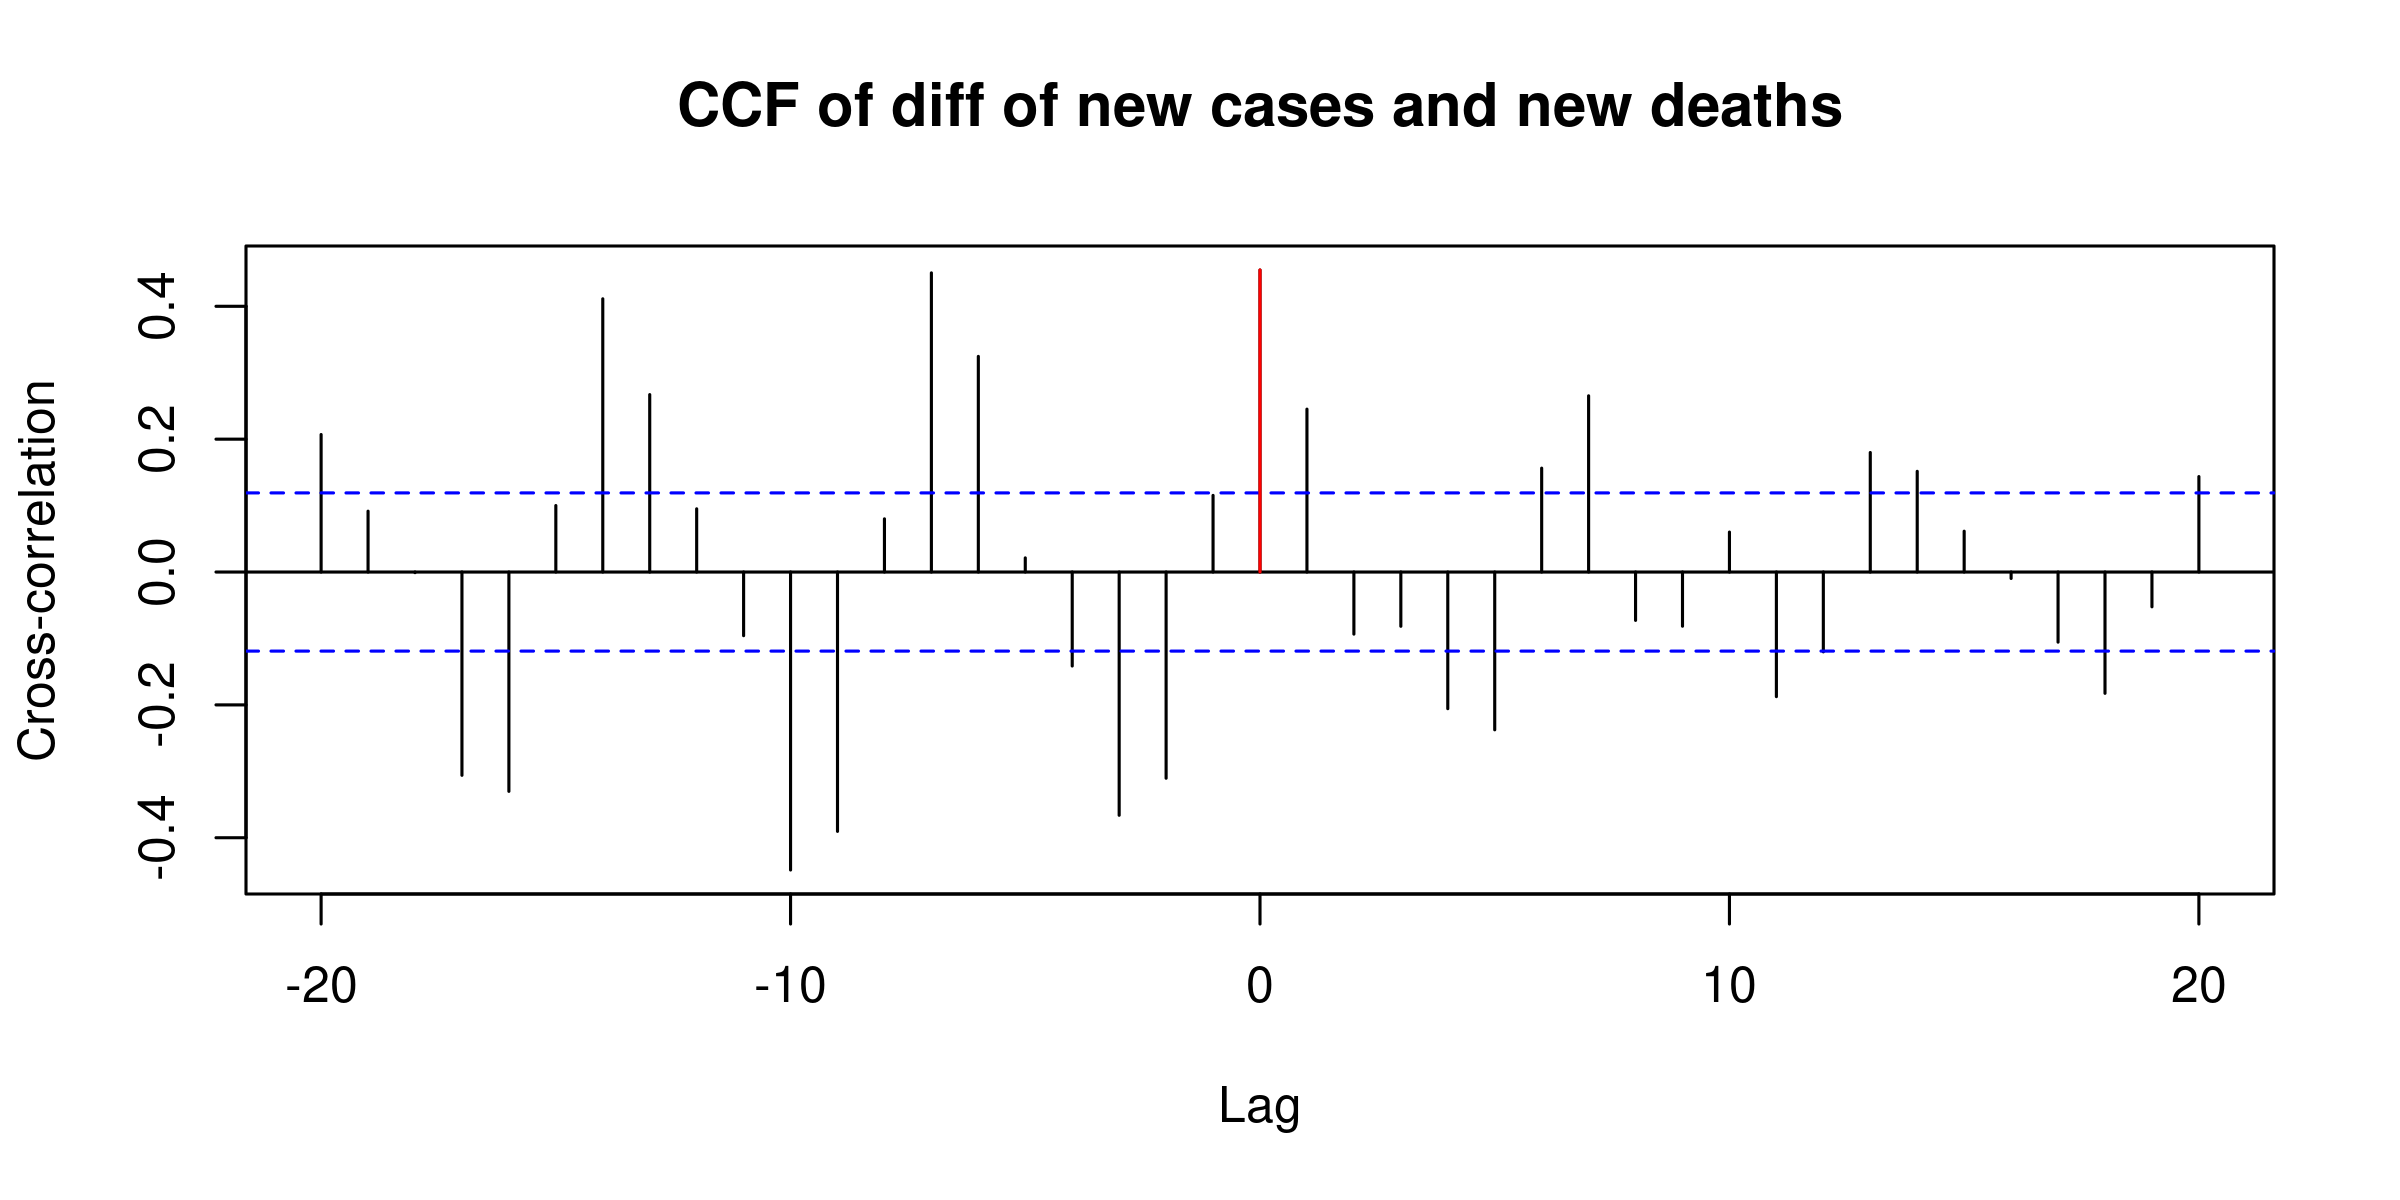 CCF of diff of new cases and new deaths
Cross-correlation
0.4
0.2
0.0
-0.2
-0.4
-20 -10 0 10 20
Lag